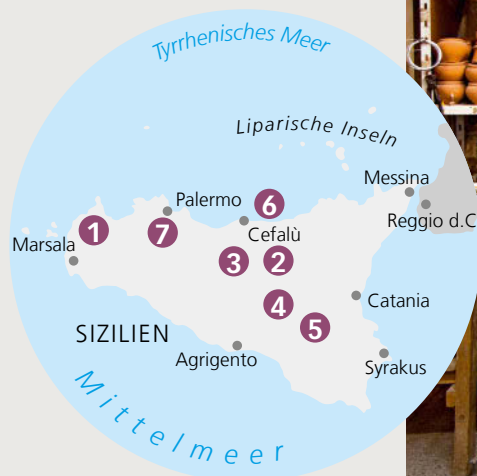 Tyrrhenisches Meer
Liparische Inseln
Messina
Palermo
6
Reggio d.C
1
7
Cefalù
Marsala
3
2
4
Catania
SIZILIEN
5
Agrigento
Syrakus
Mittelmeer